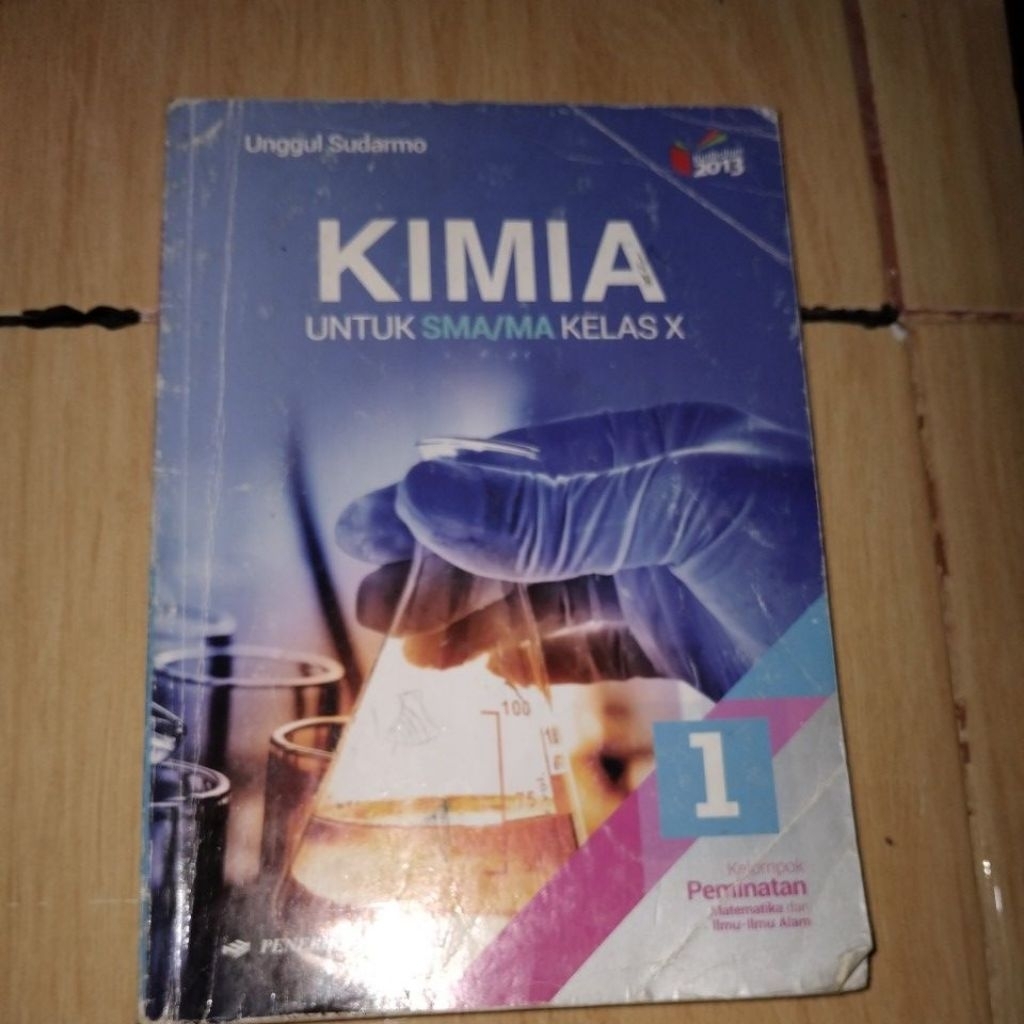 Unggul Sudarmo
2013
KIMIA
UNTUK SMA/MA KELAS X
100
75
1
Kelompok
Peminatan
Matematika dan
Ilmu-Ilmu Alam